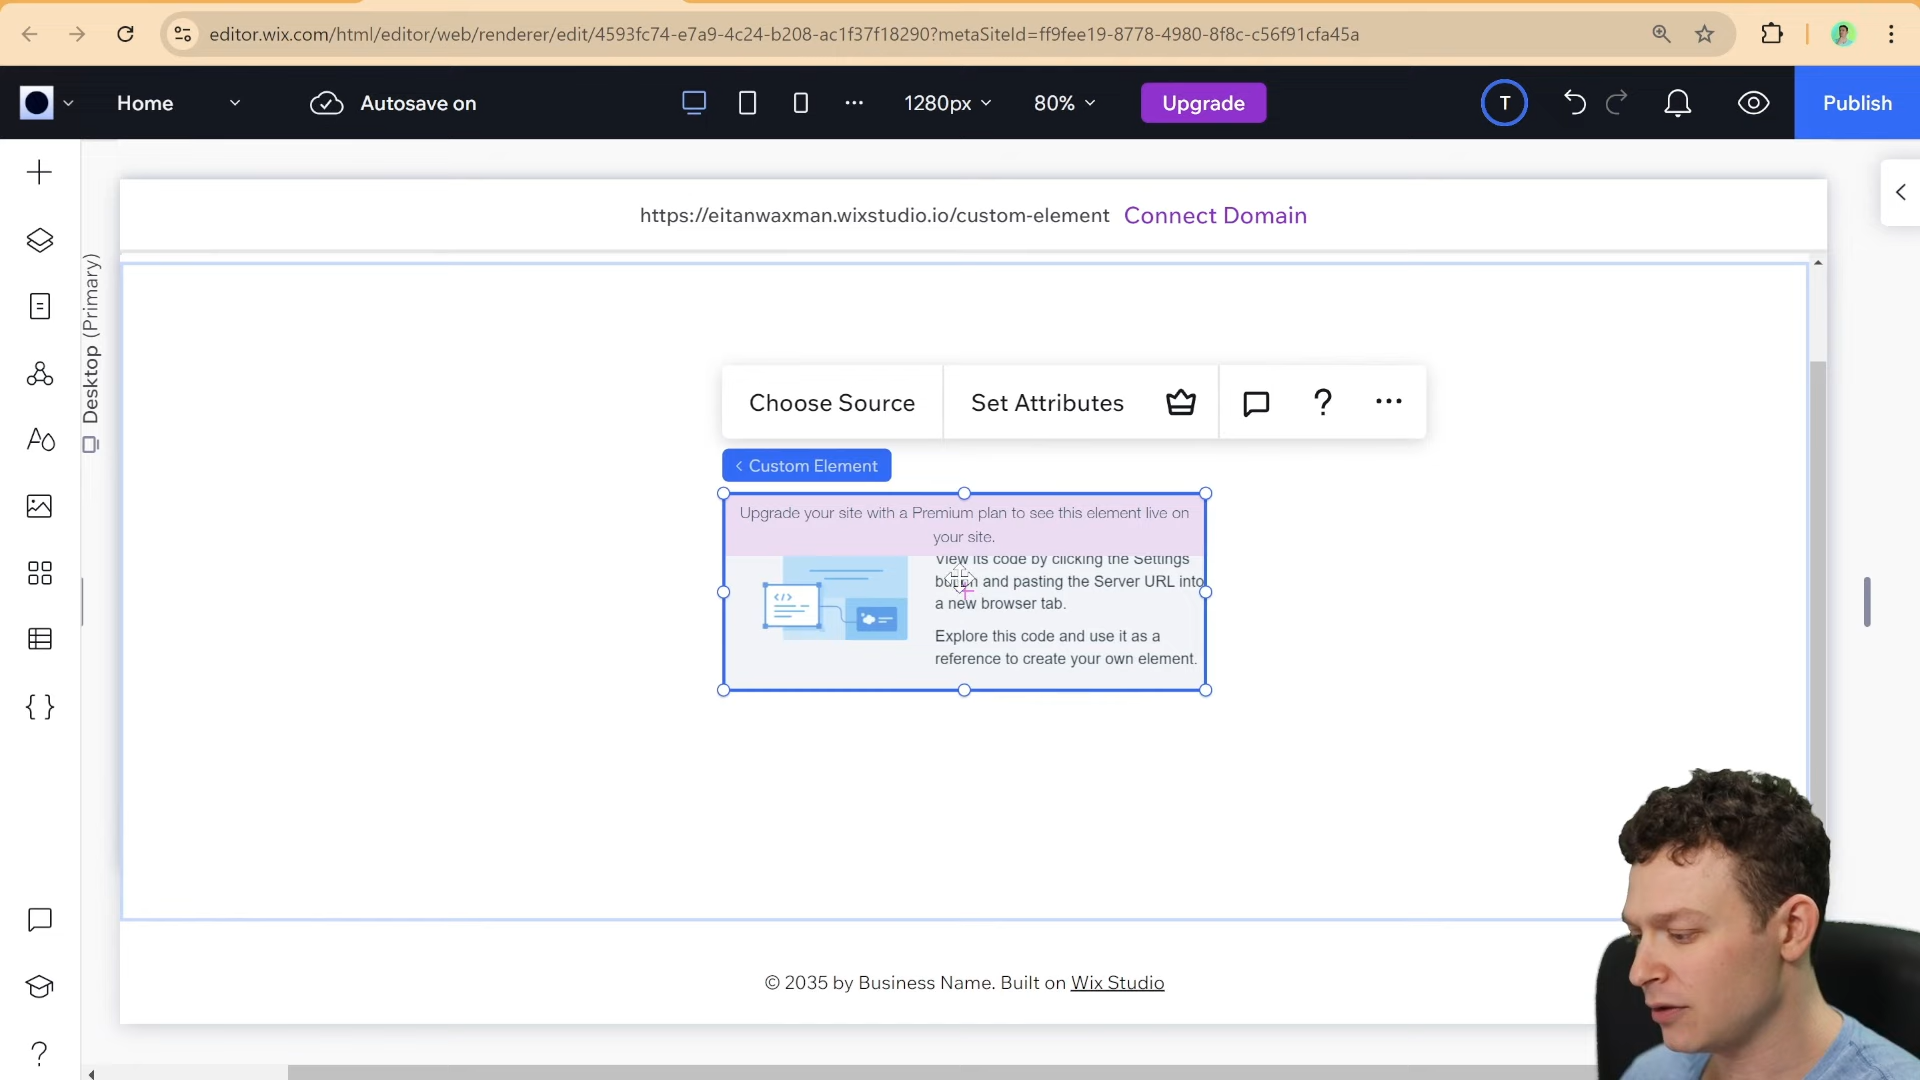 editor.wix.com/html/editor/web/renderer/edit/4593fc74-e7a9-4c24-b208-ac1f37f18290?metaSiteId=ff9fee19-8778-4980-8f8c-c56f91cfa45a
Home
Autosave on
1280px
80%
Upgrade
T
Publish
https://eitanwaxman.wixstudio.io/custom-element Connect Domain
Desktop (Primary)
Choose Source
Set Attributes
Custom Element
Upgrade your site with a Premium plan to see this element live on
your site.
View its code by clicking the Settings
button and pasting the Server URL into
a new browser tab.
Explore this code and use it as a
reference to create your own element.
© 2035 by Business Name. Built on Wix Studio